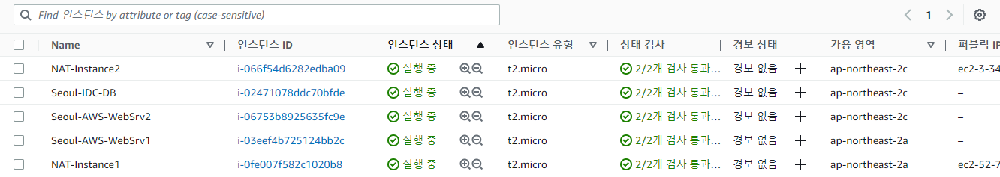 Find 인스턴스 by attribute or tag (case-sensitive) 1
Name 인스턴스 ID 인스턴스 상태 인스턴스 유형 상태 검사 경보 상태 가용 영역 퍼블릭 IP
NAT-Instance2 i-066f54d6282edba09 실행 중 t2.micro 2/2개 검사 통과... 경보 없음 + ap-northeast-2c ec2-3-34
Seoul-IDC-DB i-02471078ddc70bfde 실행 중 t2.micro 2/2개 검사 통과... 경보 없음 + ap-northeast-2c –
Seoul-AWS-WebSrv2 i-06753b8925635fc9e 실행 중 t2.micro 2/2개 검사 통과... 경보 없음 + ap-northeast-2c –
Seoul-AWS-WebSrv1 i-03eef4b725124bb2c 실행 중 t2.micro 2/2개 검사 통과... 경보 없음 + ap-northeast-2a –
NAT-Instance1 i-0fe007f582c1020b8 실행 중 t2.micro 2/2개 검사 통과... 경보 없음 + ap-northeast-2a ec2-52-7